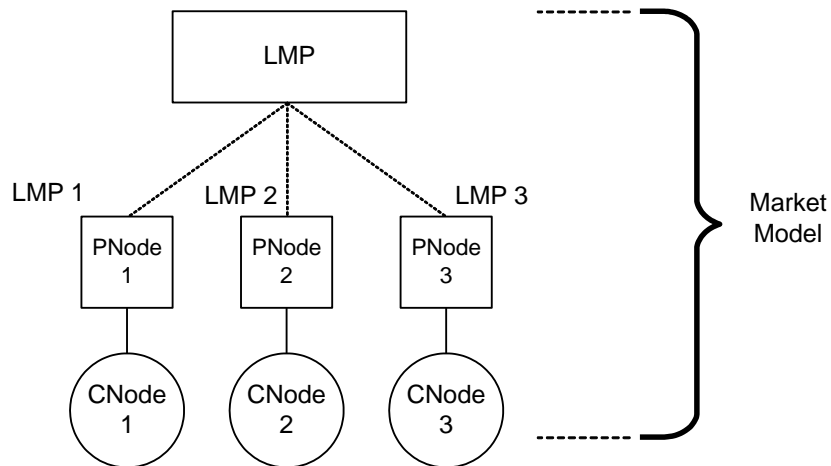 LMP
LMP 1
LMP 2
LMP 3
PNode
1
PNode
2
PNode
3
Market
Model
CNode
1
CNode
2
CNode
3